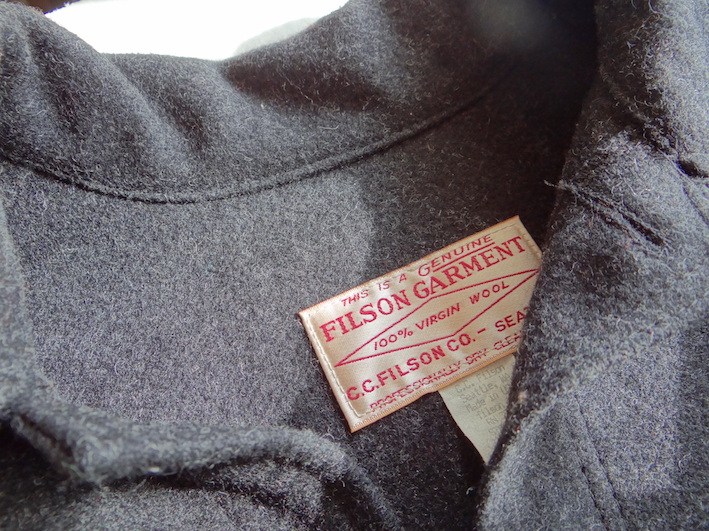 THIS IS A GENUINE
FILSON GARMENT
100% VIRGIN WOOL
C.C.FILSON CO.- SEA
PROFESSIONALLY DRY CLEA